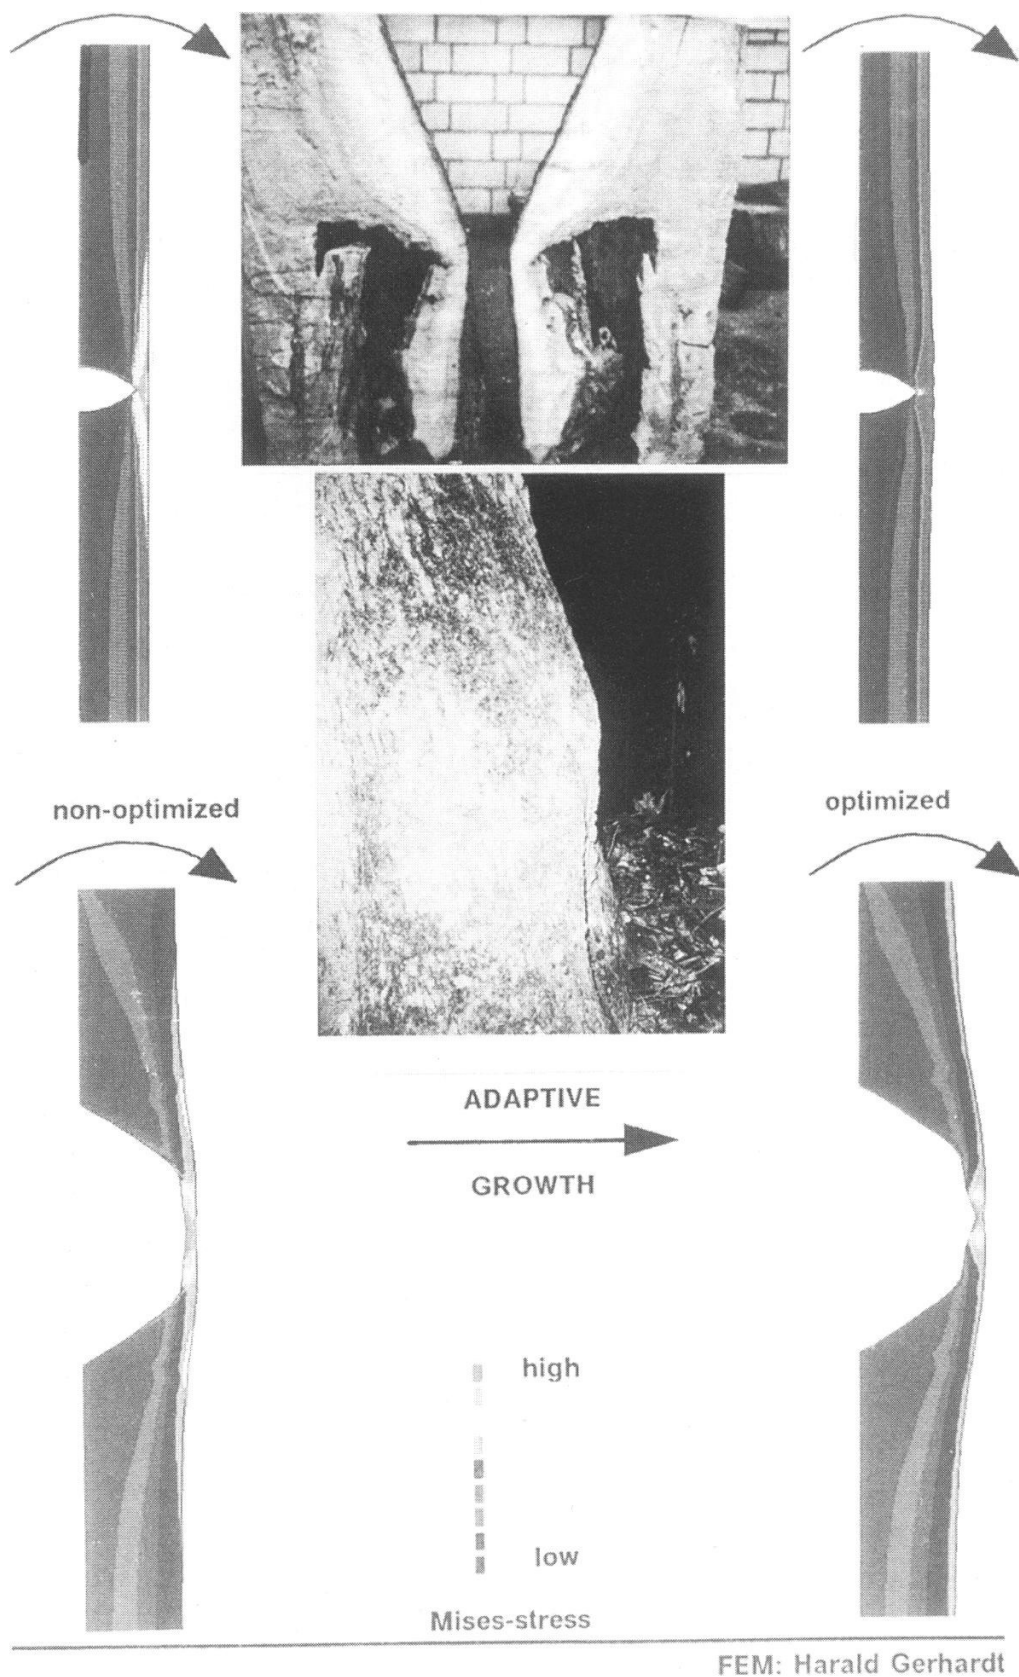 non-optimized
optimized
ADAPTIVE
GROWTH
high
low
Mises-stress
FEM: Harald Gerhardt